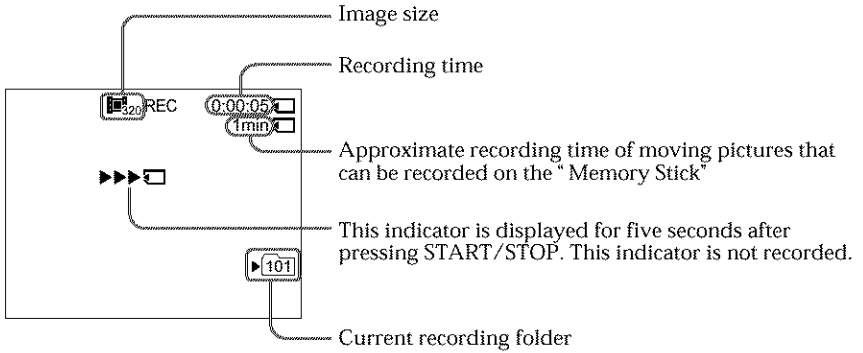 Image size
Recording time
320 REC 0:00:05
1min
Approximate recording time of moving pictures that
can be recorded on the “Memory Stick”
This indicator is displayed for five seconds after
pressing START/STOP. This indicator is not recorded.
101
Current recording folder